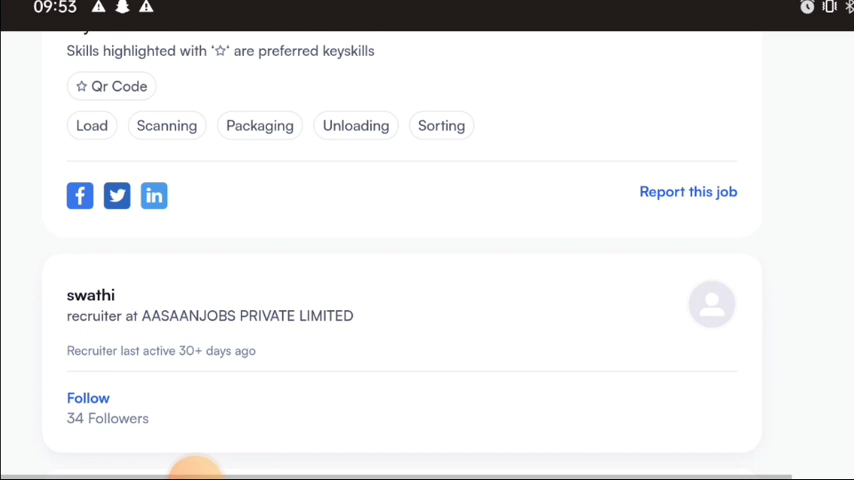 09:53
Skills highlighted with ‘☆‘ are preferred keyskills
☆ Qr Code
Load Scanning Packaging Unloading Sorting
Report this job
swathi
recruiter at AASAANJOBS PRIVATE LIMITED
Recruiter last active 30+ days ago
Follow
34 Followers